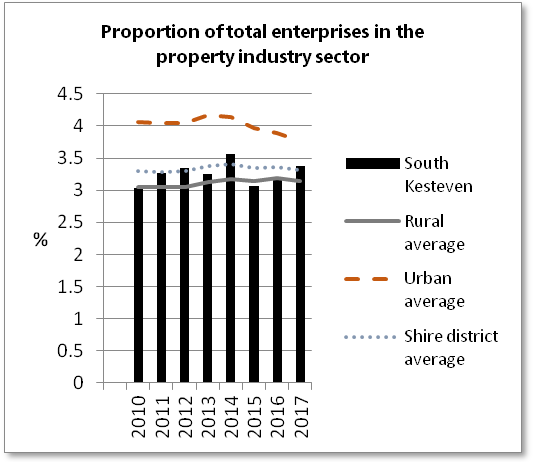 Proportion of total enterprises in the
property industry sector
4.5
4
3.5
3
2.5
2
1.5
1
0.5
0
%
2010
2011
2012
2013
2014
2015
2016
2017
South
Kesteven
Rural
average
Urban
average
Shire district
average